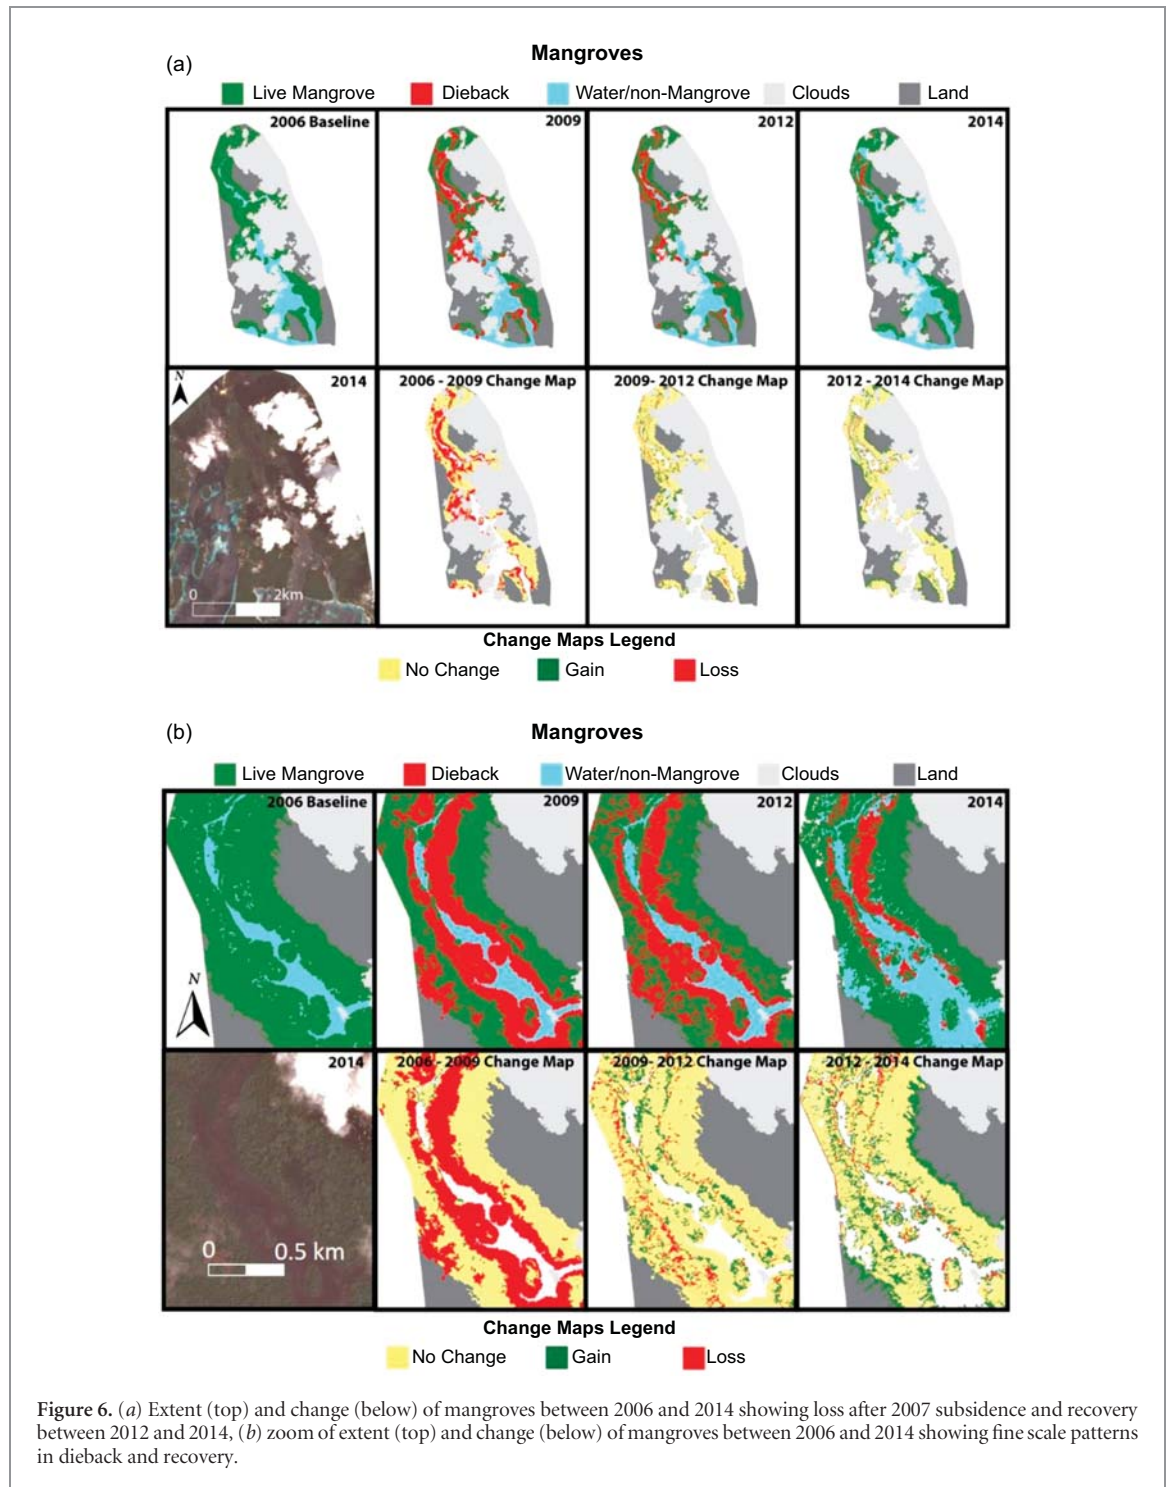 (a)
Mangroves
Live Mangrove Dieback Water/non-Mangrove Clouds Land
2006 Baseline 2009 2012 2014
N
2014 2006 - 2009 Change Map 2009- 2012 Change Map 2012 - 2014 Change Map
0 2km
Change Maps Legend
No Change Gain Loss
(b)
Mangroves
Live Mangrove Dieback Water/non-Mangrove Clouds Land
2006 Baseline 2009 2012 2014
N
2014 2006 - 2009 Change Map 2009- 2012 Change Map 2012 - 2014 Change Map
0 0.5 km
Change Maps Legend
No Change Gain Loss
Figure 6. (a) Extent (top) and change (below) of mangroves between 2006 and 2014 showing loss after 2007 subsidence and recovery
between 2012 and 2014, (b) zoom of extent (top) and change (below) of mangroves between 2006 and 2014 showing fine scale patterns
in dieback and recovery.